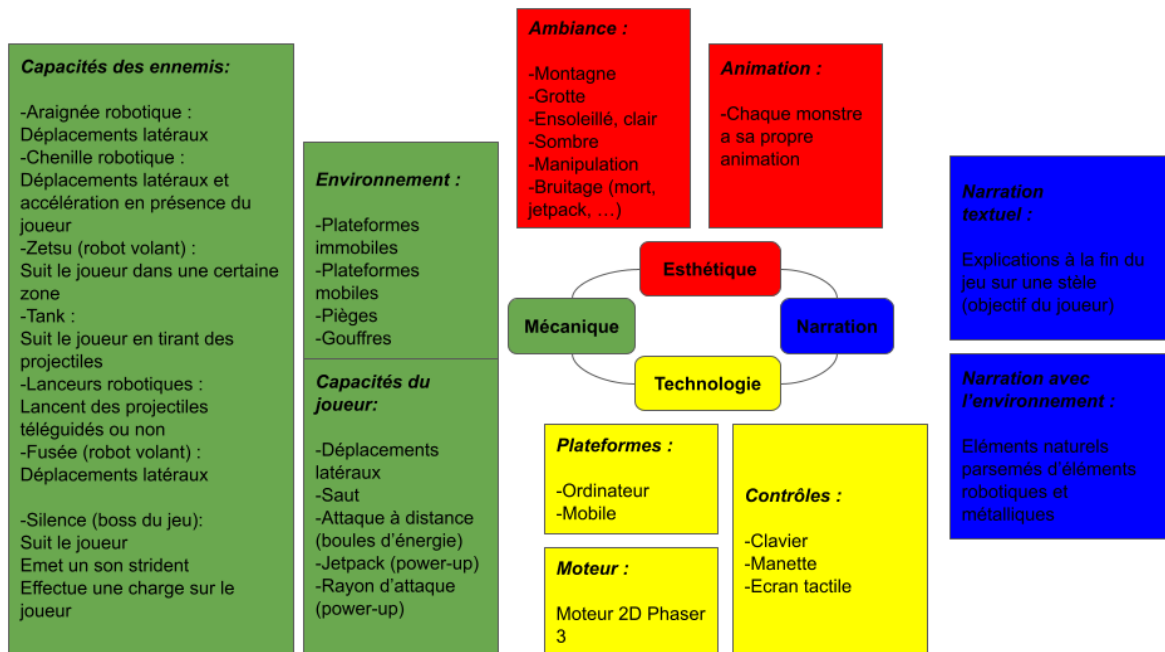 Capacités des ennemis:
-Araignée robotique :
Déplacements latéraux
-Chenille robotique :
Déplacements latéraux et
accélération en présence du
joueur
-Zetsu (robot volant) :
Suit le joueur dans une certaine
zone
-Tank :
Suit le joueur en tirant des
projectiles
-Lanceurs robotiques :
Lancent des projectiles
téléguidés ou non
-Fusée (robot volant) :
Déplacements latéraux
-Silence (boss du jeu):
Suit le joueur
Emet un son strident
Effectue une charge sur le
joueur
Environnement :
-Plateformes
immobiles
-Plateformes
mobiles
-Pièges
-Gouffres
Capacités du
joueur:
-Déplacements
latéraux
-Saut
-Attaque à distance
(boules d'énergie)
-Jetpack (power-up)
-Rayon d'attaque
(power-up)
Ambiance :
-Montagne
-Grotte
-Ensoleillé, clair
-Sombre
-Manipulation
-Bruitage (mort,
jetpack, …)
Animation :
-Chaque monstre
a sa propre
animation
Esthétique
Mécanique
Narration
Technologie
Plateformes :
-Ordinateur
-Mobile
Moteur :
Moteur 2D Phaser
3
Contrôles :
-Clavier
-Manette
-Ecran tactile
Narration
textuel :
Explications à la fin du
jeu sur une stèle
(objectif du joueur)
Narration avec
l'environnement :
Eléments naturels
parsemés d'éléments
robotiques et
métalliques